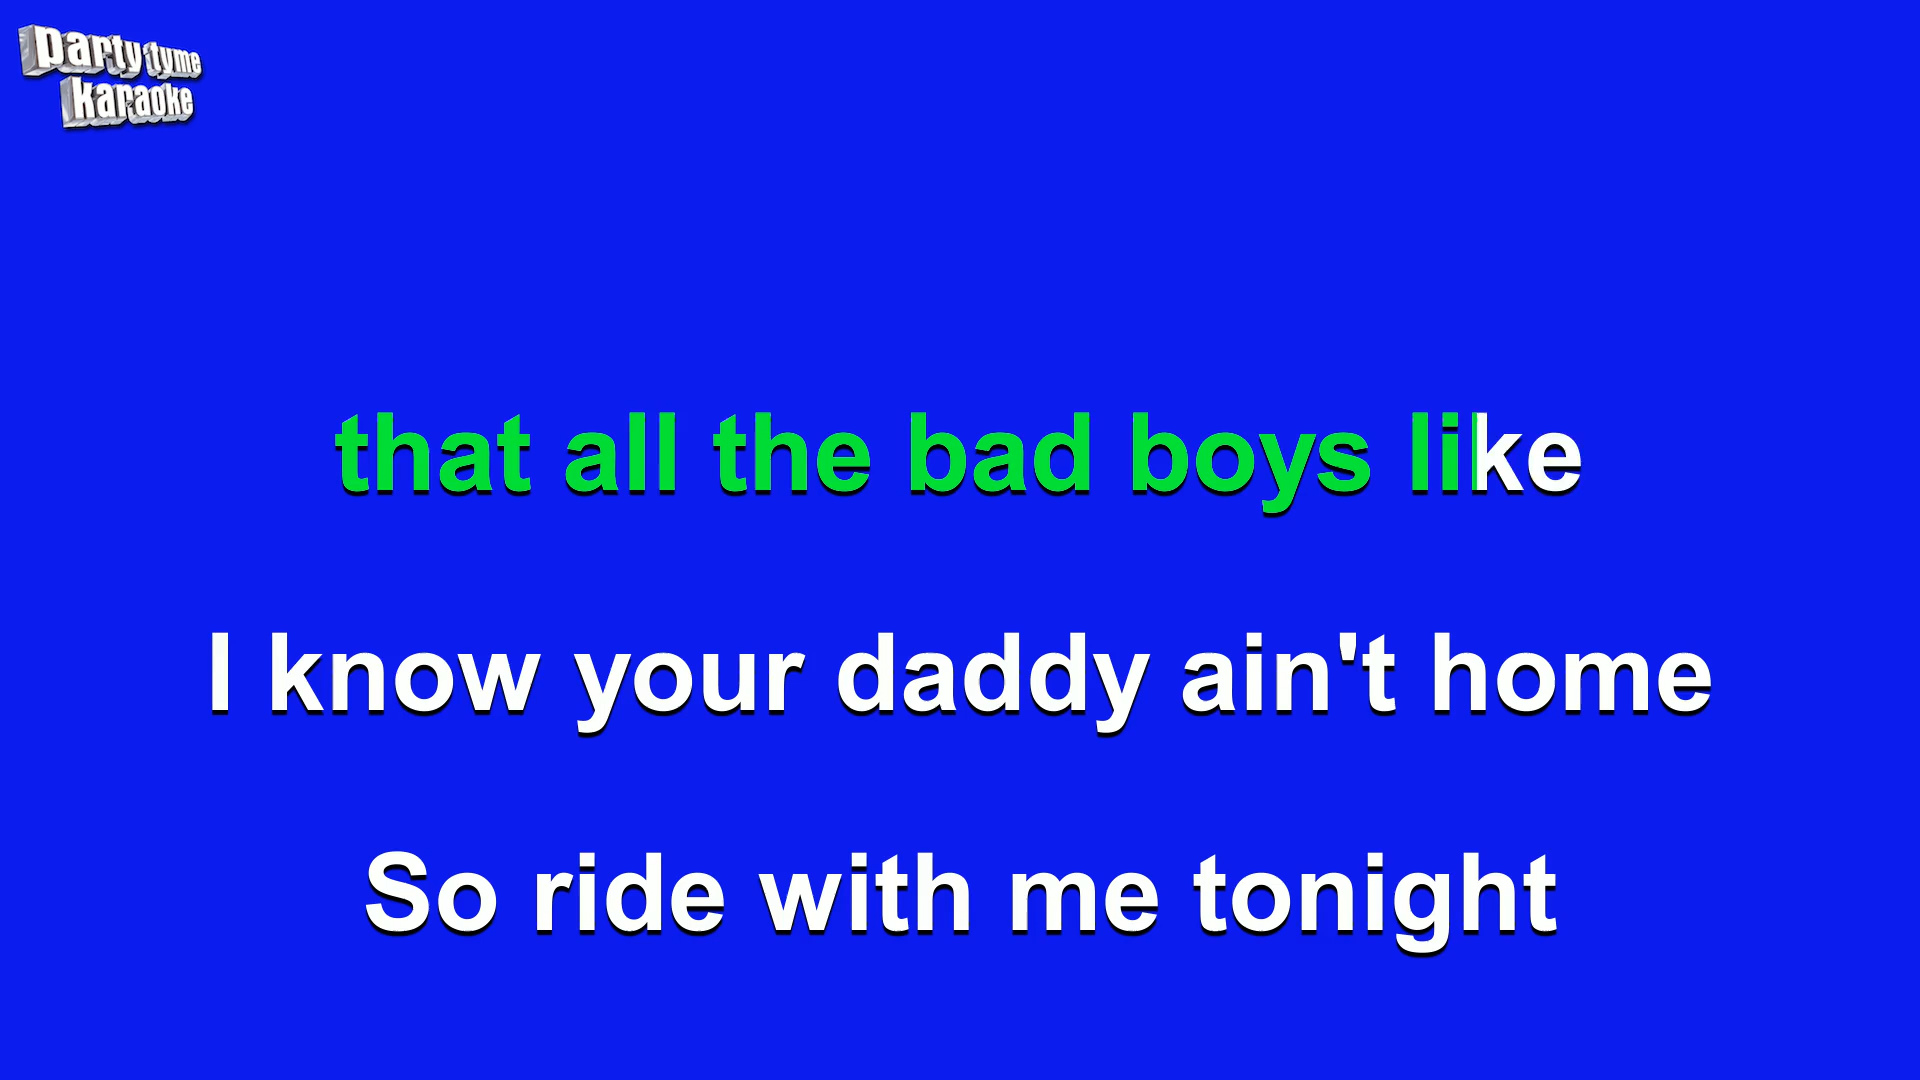 party tyme
karaoke
that all the bad boys like
I know your daddy ain't home
So ride with me tonight